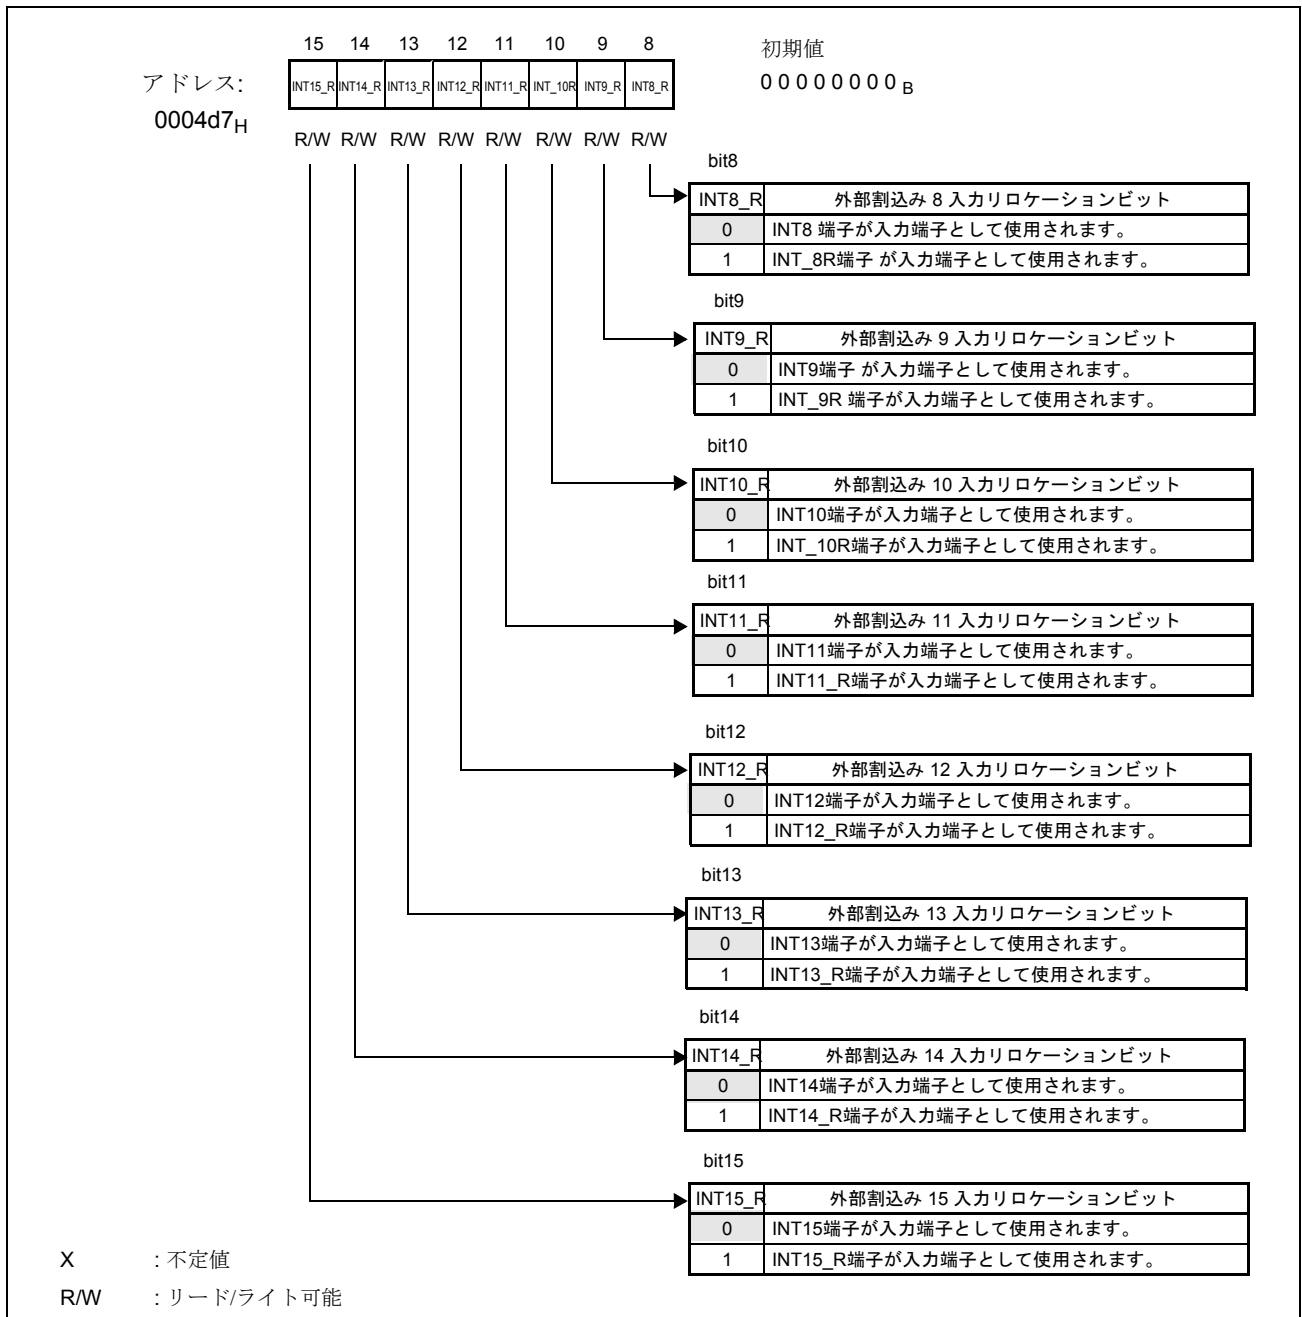 15 14 13 12 11 10 9 8
初期値
アドレス:
INT15_R INT14_R INT13_R INT12_R INT11_R INT_10R INT9_R INT8_R
0 0 0 0 0 0 0 0 B
0004d7H
R/W R/W R/W R/W R/W R/W R/W R/W
bit8
INT8_R 外部割込み 8 入力リロケーションビット
0 INT8 端子が入力端子として使用されます。
1 INT_8R端子 が入力端子として使用されます。
bit9
INT9_R 外部割込み 9 入力リロケーションビット
0 INT9端子 が入力端子として使用されます。
1 INT_9R 端子が入力端子として使用されます。
bit10
INT10_R 外部割込み 10 入力リロケーションビット
0 INT10端子が入力端子として使用されます。
1 INT_10R端子が入力端子として使用されます。
bit11
INT11_R 外部割込み 11 入力リロケーションビット
0 INT11端子が入力端子として使用されます。
1 INT11_R端子が入力端子として使用されます。
bit12
INT12_R 外部割込み 12 入力リロケーションビット
0 INT12端子が入力端子として使用されます。
1 INT12_R端子が入力端子として使用されます。
bit13
INT13_R 外部割込み 13 入力リロケーションビット
0 INT13端子が入力端子として使用されます。
1 INT13_R端子が入力端子として使用されます。
bit14
INT14_R 外部割込み 14 入力リロケーションビット
0 INT14端子が入力端子として使用されます。
1 INT14_R端子が入力端子として使用されます。
bit15
INT15_R 外部割込み 15 入力リロケーションビット
0 INT15端子が入力端子として使用されます。
1 INT15_R端子が入力端子として使用されます。
X : 不定値
R/W : リード/ライト可能